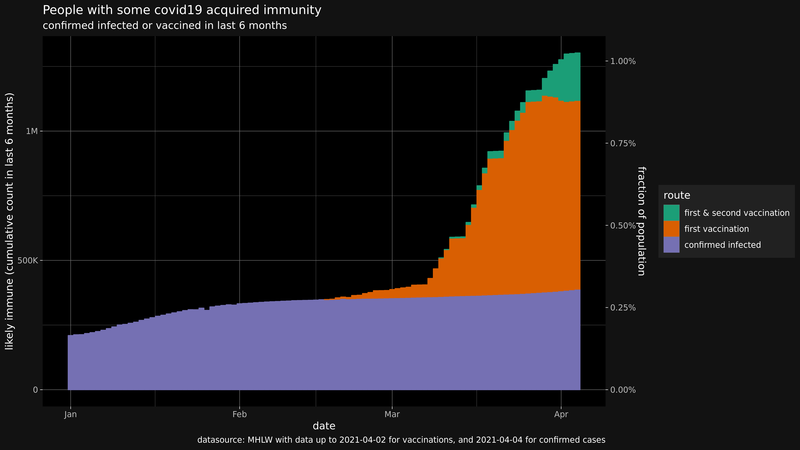 People with some covid19 acquired immunity
confirmed infected or vaccined in last 6 months
likely immune (cumulative count in last 6 months)
1M
500K
0
1.00%
0.75%
0.50%
0.25%
0.00%
fraction of population
route
first & second vaccination
first vaccination
confirmed infected
Jan
Feb
Mar
Apr
date
datasource: MHLW with data up to 2021-04-02 for vaccinations, and 2021-04-04 for confirmed cases